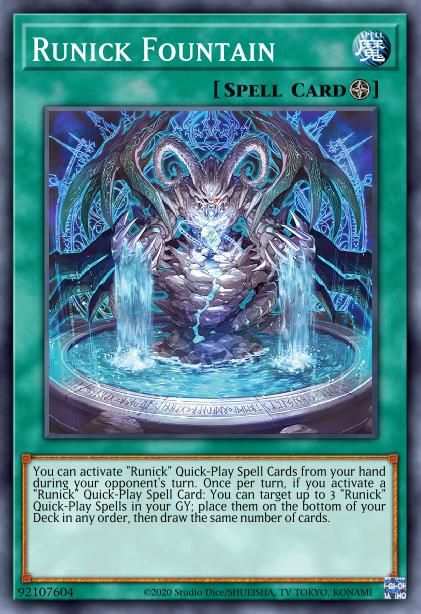 RUNICK FOUNTAIN
SPELL
魔
[SPELL CARD]
You can activate "Runick" Quick-Play Spell Cards from your hand
during your opponent's turn. Once per turn, if you activate a
"Runick" Quick-Play Spell Card: You can target up to 3 "Runick"
Quick-Play Spells in your GY; place them on the bottom of your
Deck in any order, then draw the same number of cards.
92107604
©2020 Studio Dice/SHUEISHA, TV TOKYO, KONAMI